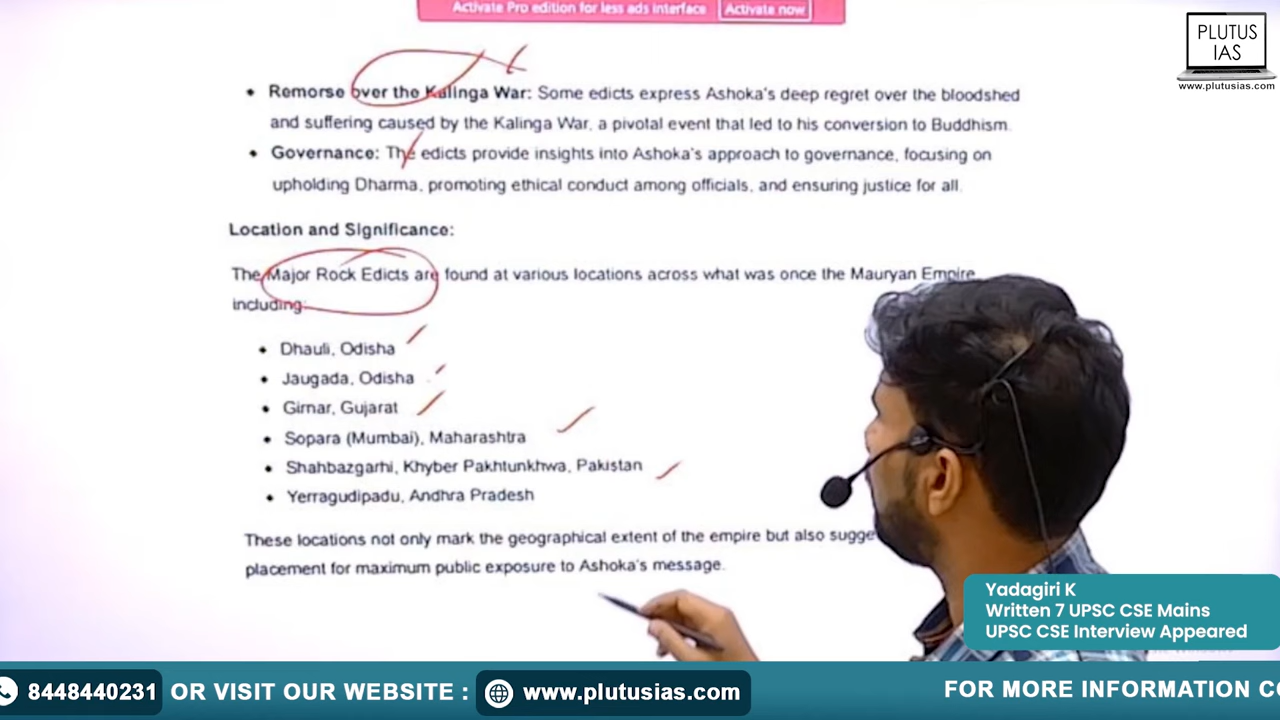 Activate Pro edition for less ads interface Activate now
PLUTUS
IAS
www.plutusias.com
• Remorse over the Kalinga War: Some edicts express Ashoka's deep regret over the bloodshed
and suffering caused by the Kalinga War, a pivotal event that led to his conversion to Buddhism.
• Governance: The edicts provide insights into Ashoka's approach to governance, focusing on
upholding Dharma, promoting ethical conduct among officials, and ensuring justice for all.
Location and Significance:
The Major Rock Edicts are found at various locations across what was once the Mauryan Empire,
including:
• Dhauli, Odisha
• Jaugada, Odisha
• Girnar, Gujarat
• Sopara (Mumbai), Maharashtra
• Shahbazgarhi, Khyber Pakhtunkhwa, Pakistan
• Yerragudipadu, Andhra Pradesh
These locations not only mark the geographical extent of the empire but also sugge
placement for maximum public exposure to Ashoka's message.
Yadagiri K
Written 7 UPSC CSE Mains
UPSC CSE Interview Appeared
8448440231 OR VISIT OUR WEBSITE : www.plutusias.com FOR MORE INFORMATION CO